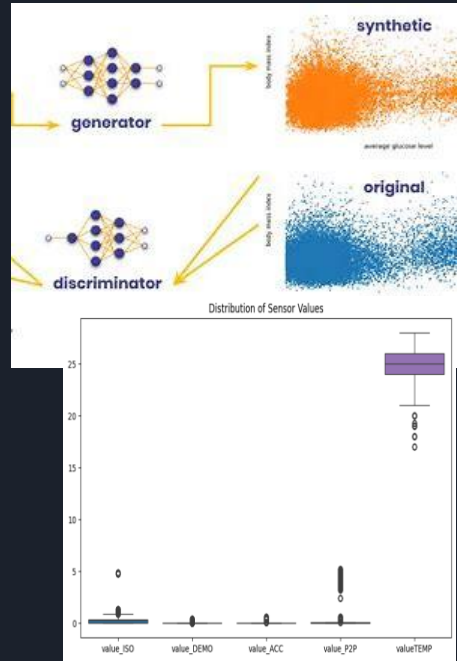 synthetic
body mass index
generator
average glucose level
original
body mass index
discriminator
Distribution of Sensor Values
25
20
15
10
5
0
value_ISO
value_DEMO
value_ACC
value_P2P
valueTEMP